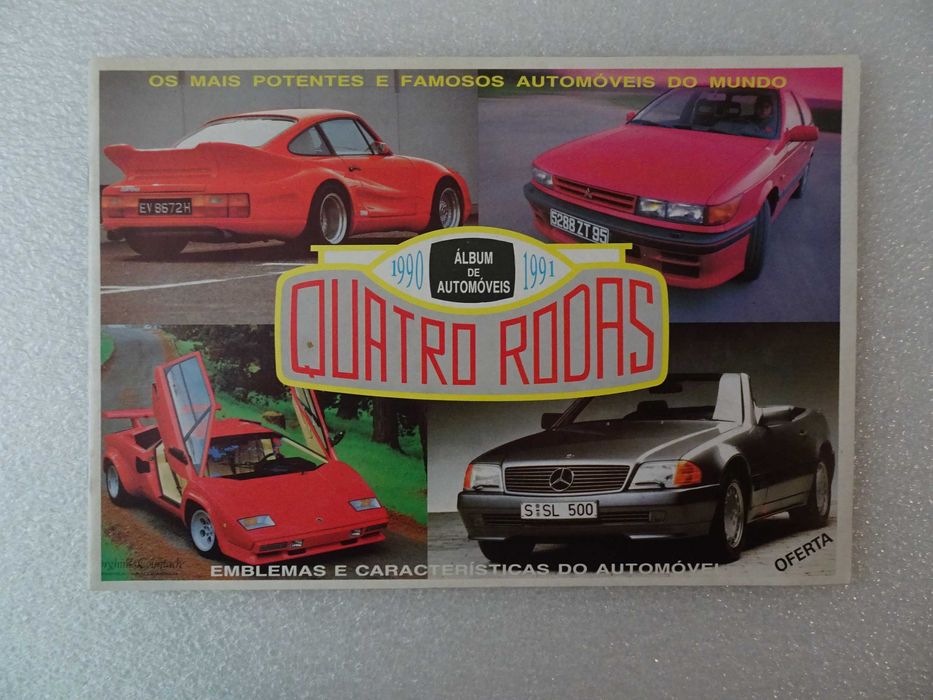 OS MAIS POTENTES E FAMOSOS AUTOMÓVEIS DO MUNDO
EV 8672H
5288 ZT 95
1990
ÁLBUM
DE
AUTOMÓVEIS
1991
QUATRO RODAS
S SL 500
OFERTA
EMBLEMAS E CARACTERÍSTICAS DO AUTOMÓVEL